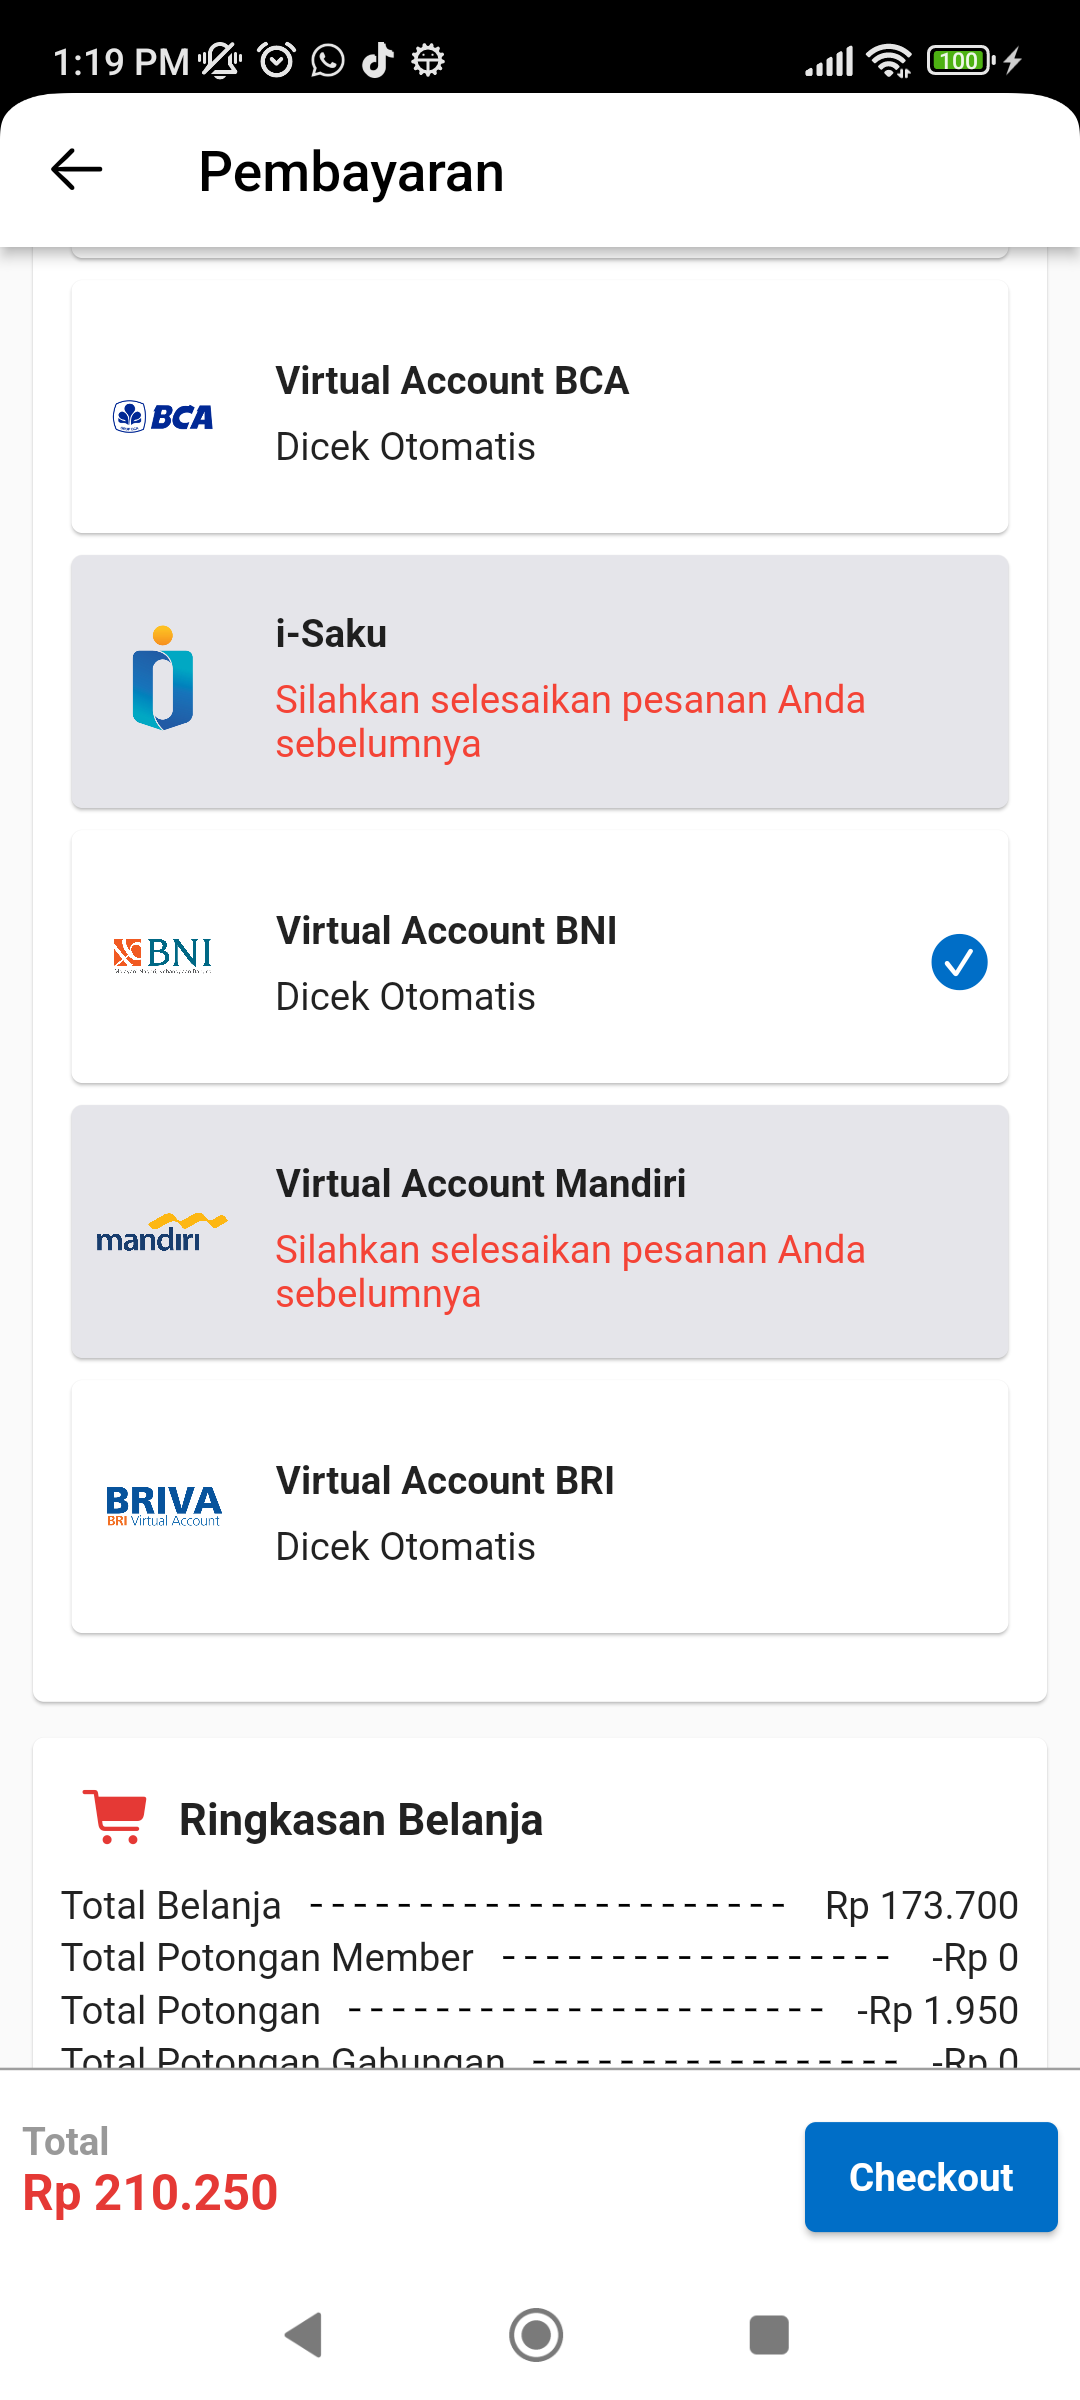 1:19 PM
100
Pembayaran
BCA
Virtual Account BCA
Dicek Otomatis
i-Saku
Silahkan selesaikan pesanan Anda
sebelumnya
BNI
Virtual Account BNI
Dicek Otomatis
mandiri
Virtual Account Mandiri
Silahkan selesaikan pesanan Anda
sebelumnya
BRIVA
BRI Virtual Account
Virtual Account BRI
Dicek Otomatis
Ringkasan Belanja
Total Belanja ---------------------- Rp 173.700
Total Potongan Member ------------------ -Rp 0
Total Potongan ---------------------- -Rp 1.950
Total Potongan Gabungan ----------------- -Rp 0
Total
Rp 210.250
Checkout